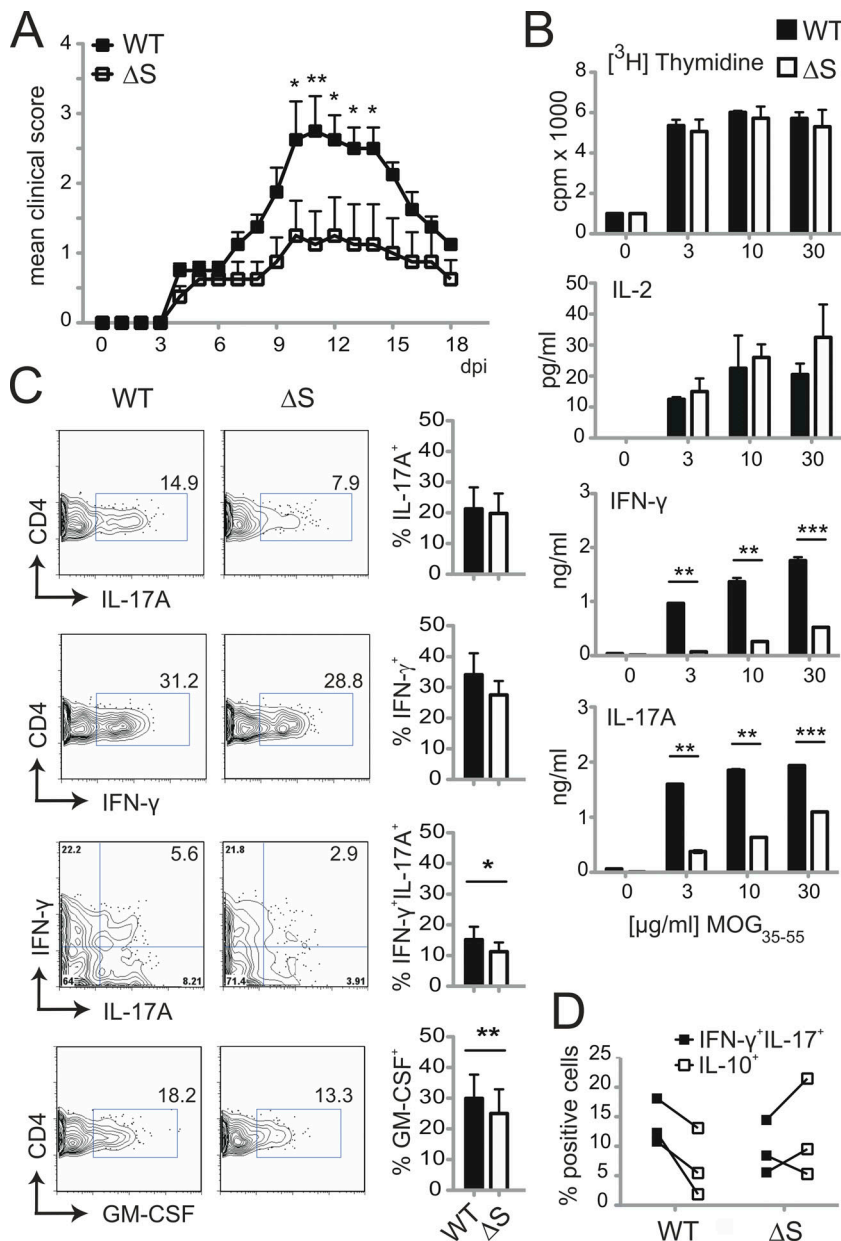 A
WT
ΔS
mean clinical score
4
3
2
1
0
* ** * * *
0 3 6 9 12 15 18
dpi
B
WT
ΔS
[³H] Thymidine
cpm x 1000
8
6
4
2
0
0 3 10 30
IL-2
pg/ml
50
40
30
20
10
0
0 3 10 30
IFN-γ
ng/ml
3
2
1
0
** ** ***
0 3 10 30
IL-17A
ng/ml
3
2
1
0
** ** ***
0 3 10 30
[µg/ml] MOG₃₅₋₅₅
C
WT ΔS
14.9 7.9
CD4
IL-17A
% IL-17A⁺
50
40
30
20
10
0
31.2 28.8
CD4
IFN-γ
% IFN-γ⁺
50
40
30
20
10
0
22.2 5.6 21.8 2.9
64 8.21 71.4 3.91
IFN-γ
IL-17A
% IFN-γ⁺IL-17A⁺
50
40
30
20
10
0
*
18.2 13.3
CD4
GM-CSF
% GM-CSF⁺
50
40
30
20
10
0
**
WT ΔS
D
IFN-γ⁺IL-17⁺
IL-10⁺
% positive cells
25
20
15
10
5
0
WT ΔS